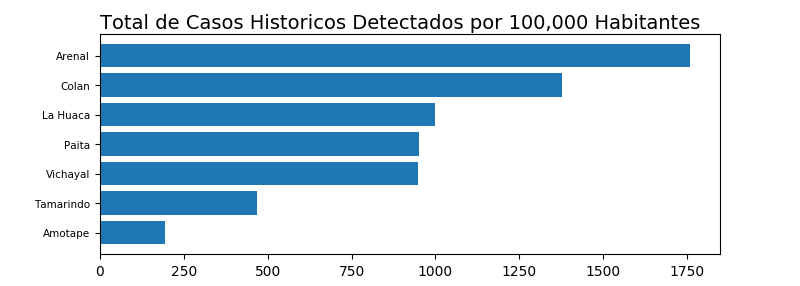 Total de Casos Historicos Detectados por 100,000 Habitantes
Arenal
Colan
La Huaca
Paita
Vichayal
Tamarindo
Amotape
0 250 500 750 1000 1250 1500 1750